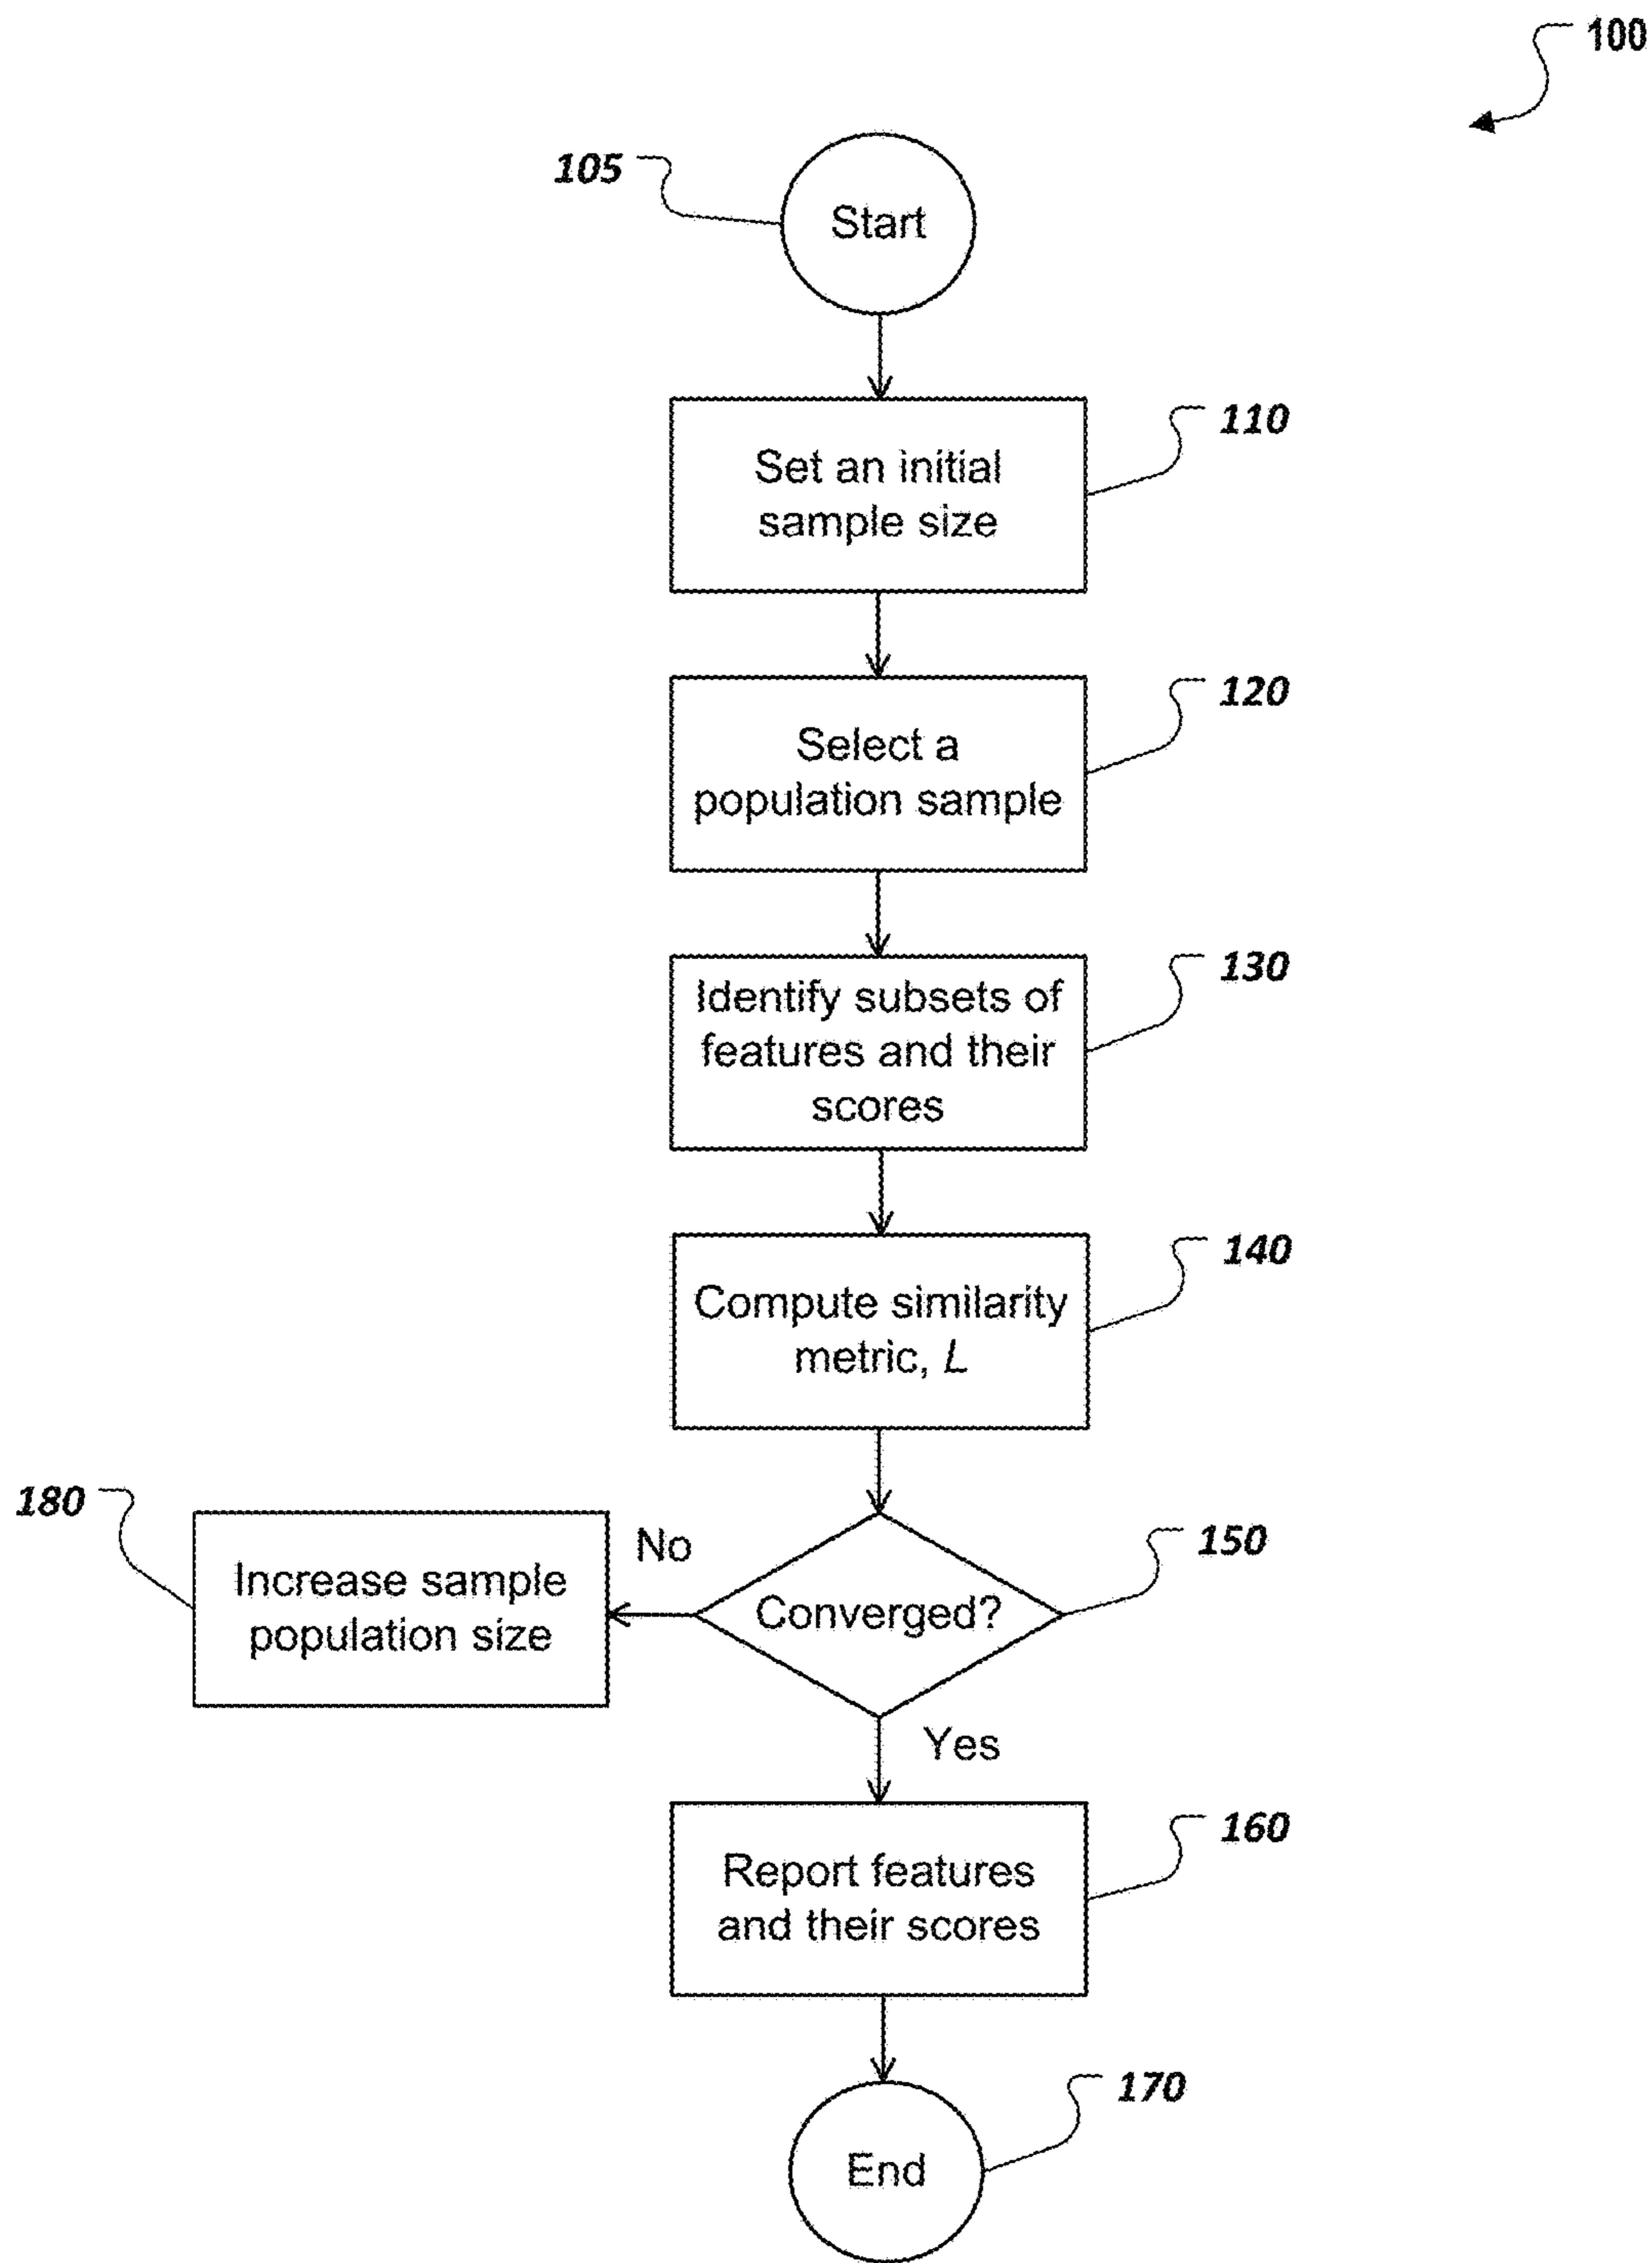 100
105
Start
110
Set an initial
sample size
120
Select a
population sample
130
Identify subsets of
features and their
scores
140
Compute similarity
metric, L
180
Increase sample
population size
No
150
Converged?
Yes
160
Report features
and their scores
170
End